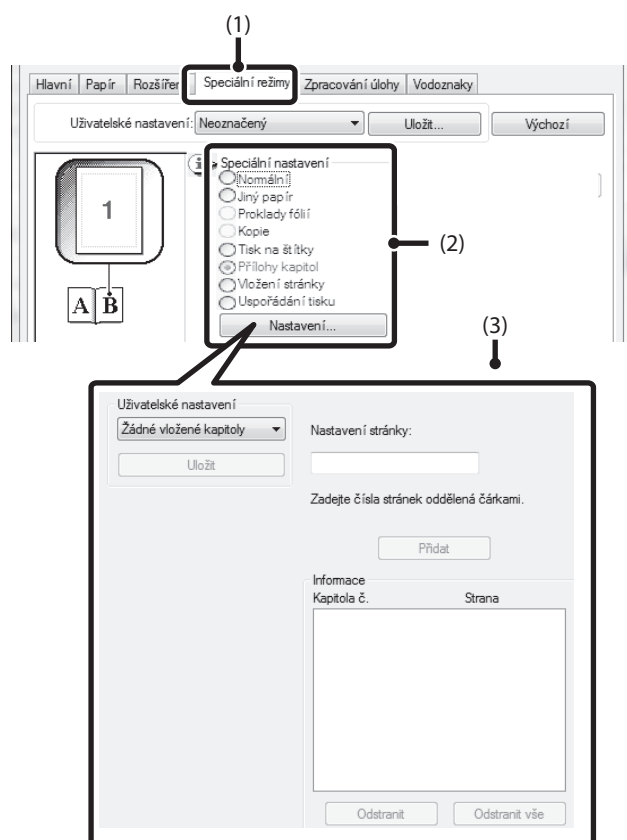 (1)
Hlavní Papír Rozšířen Speciální režimy Zpracování úlohy Vodoznaky
Uživatelské nastavení: Neoznačený Uložit... Výchozí
Speciální nastavení
Normální
1
Jiný papír
Proklady fólií
Kopie
(2)
Tisk na štítky
Přílohy kapitol
Vložení stránky
A B
Uspořádání tisku
Nastavení...
(3)
Uživatelské nastavení
Žádné vložené kapitoly
Nastavení stránky:
Uložit
Zadejte čísla stránek oddělená čárkami.
Přidat
Informace
Kapitola č. Strana
Odstranit Odstranit vše